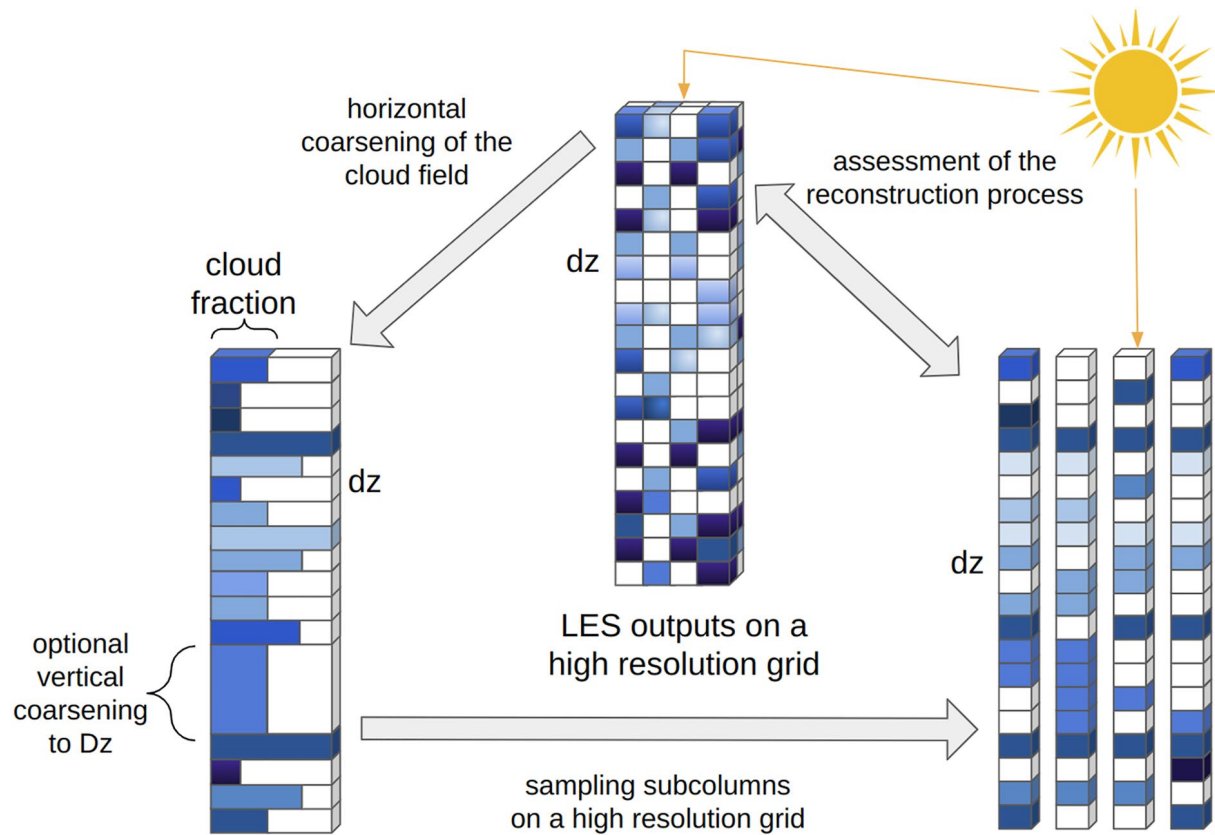 horizontal
coarsening of the
cloud field
assessment of the
reconstruction process
dz
cloud
fraction
dz
dz
LES outputs on a
high resolution grid
optional
vertical
coarsening
to Dz
sampling subcolumns
on a high resolution grid